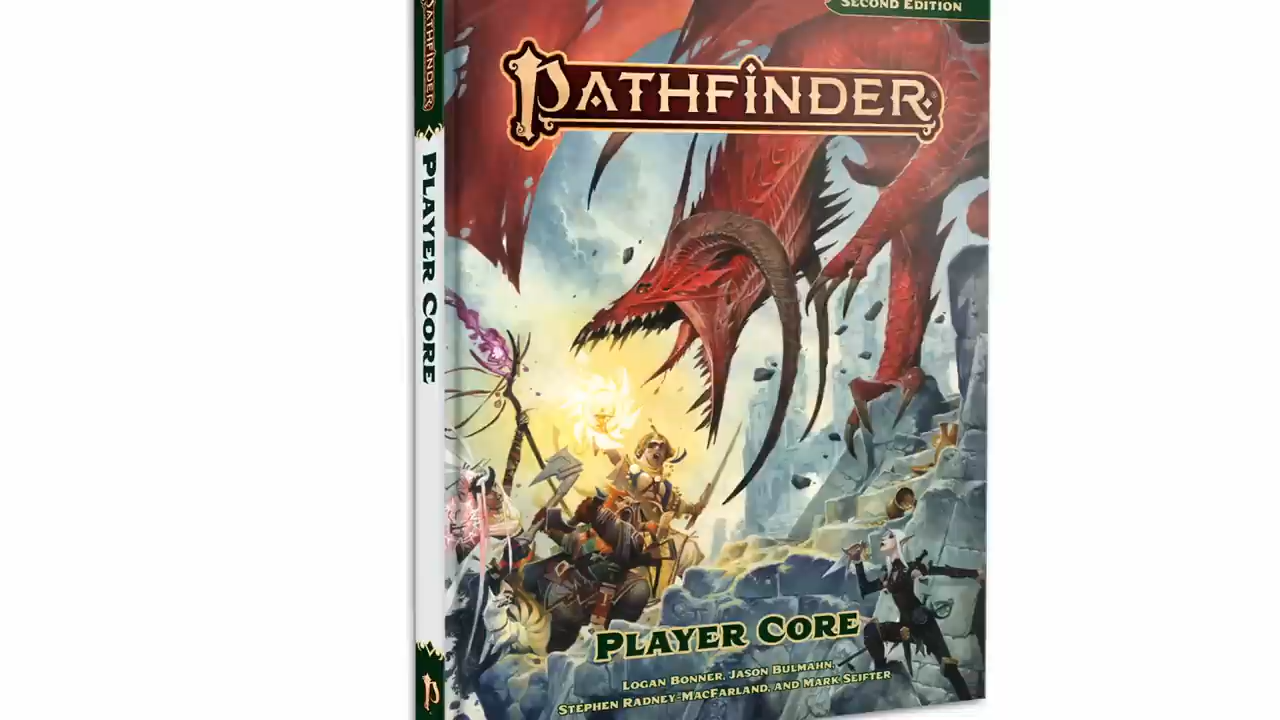 SECOND EDITION
PATHFINDER
PLAYER CORE
LOGAN BONNER, JASON BULMAHN,
STEPHEN RADNEY-MACFARLAND, AND MARK SEIFTER
PATHFINDER
PLAYER CORE
P